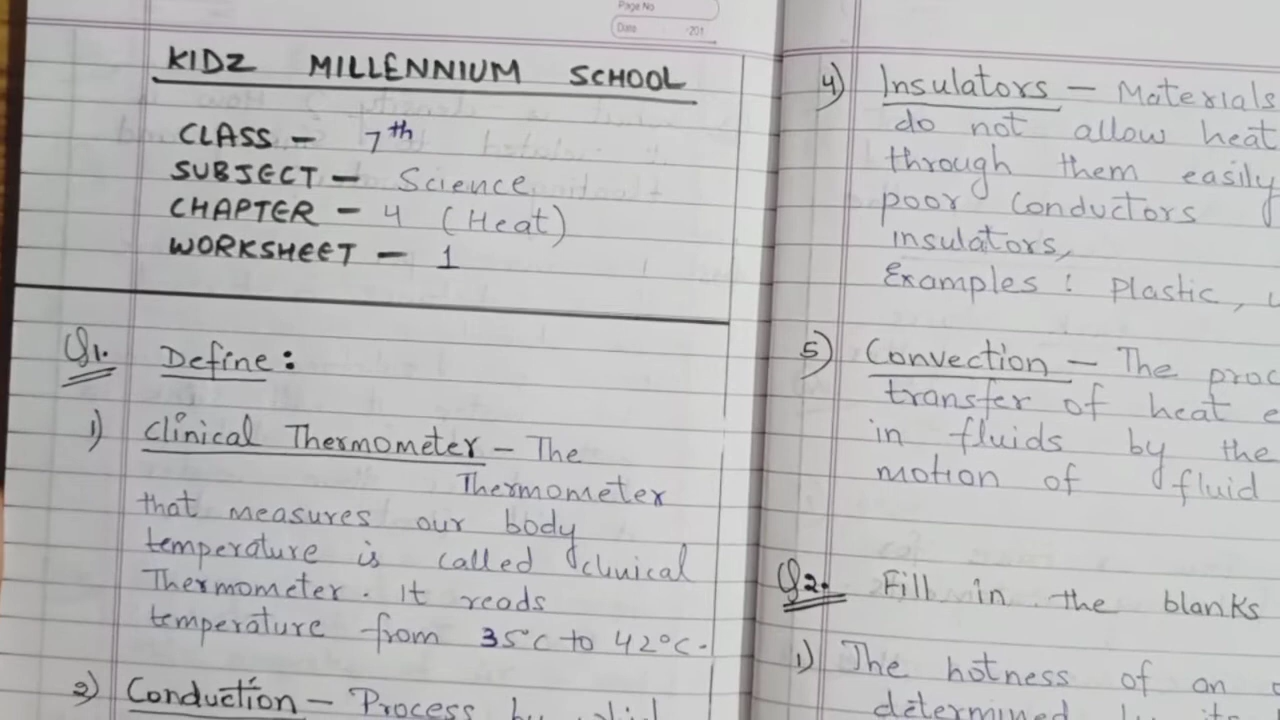 Page No
Date 201
KIDZ MILLENNIUM SCHOOL
CLASS - 7th
SUBJECT - Science
CHAPTER - 4 (Heat)
WORKSHEET - 1
Q1. Define:
1) Clinical Thermometer - The
Thermometer
that measures our body
temperature is called clinical
Thermometer. It reads
temperature from 35°C to 42°C.
2) Conduction - Process by
4) Insulators - Materials
do not allow heat
through them easily
poor conductors
insulators,
Examples : Plastic,
5) Convection - The proc
transfer of heat
in fluids by the
motion of fluid
Q2. Fill in the blanks
1) The hotness of an
determined